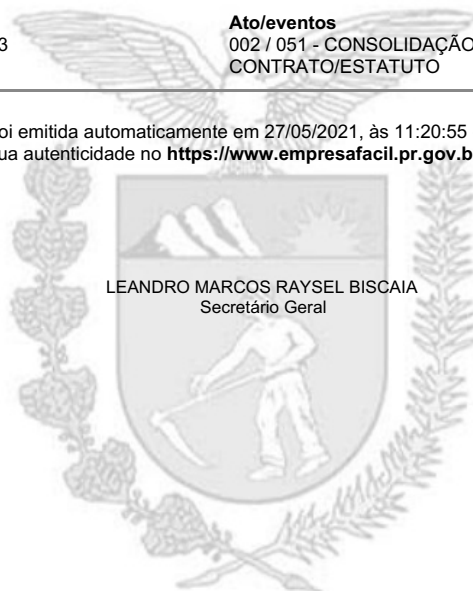 Ato/eventos
3
002 / 051 - CONSOLIDAÇÃO
CONTRATO/ESTATUTO
oi emitida automaticamente em 27/05/2021, às 11:20:55
ua autenticidade no https://www.empresafacil.pr.gov.b
LEANDRO MARCOS RAYSEL BISCAIA
Secretário Geral